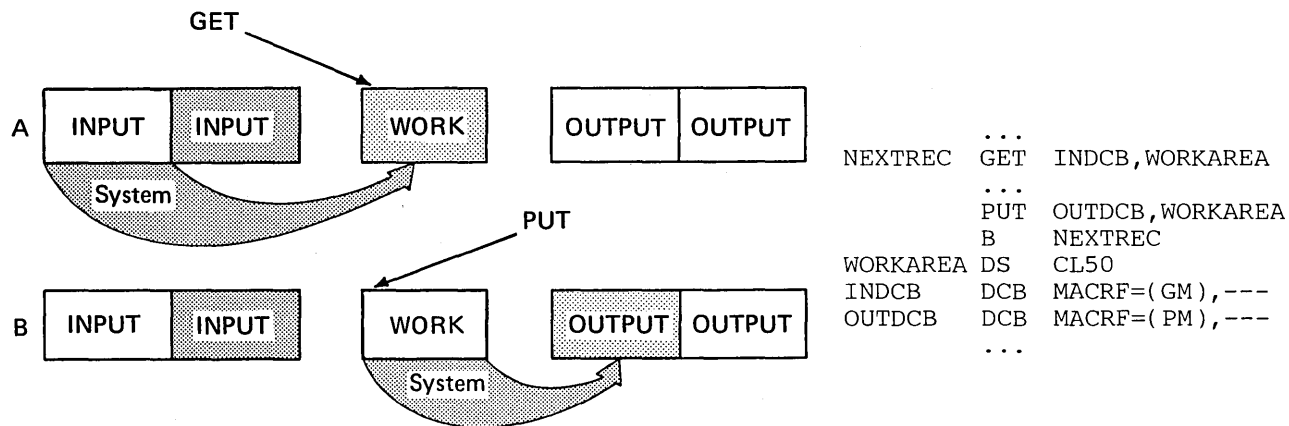 GET
A INPUT INPUT WORK OUTPUT OUTPUT
System
PUT
B INPUT INPUT WORK OUTPUT OUTPUT
System
...
NEXTREC GET INDCB,WORKAREA
...
PUT OUTDCB,WORKAREA
B NEXTREC
WORKAREA DS CL50
INDCB DCB MACRF=(GM),---
OUTDCB DCB MACRF=(PM),---
...